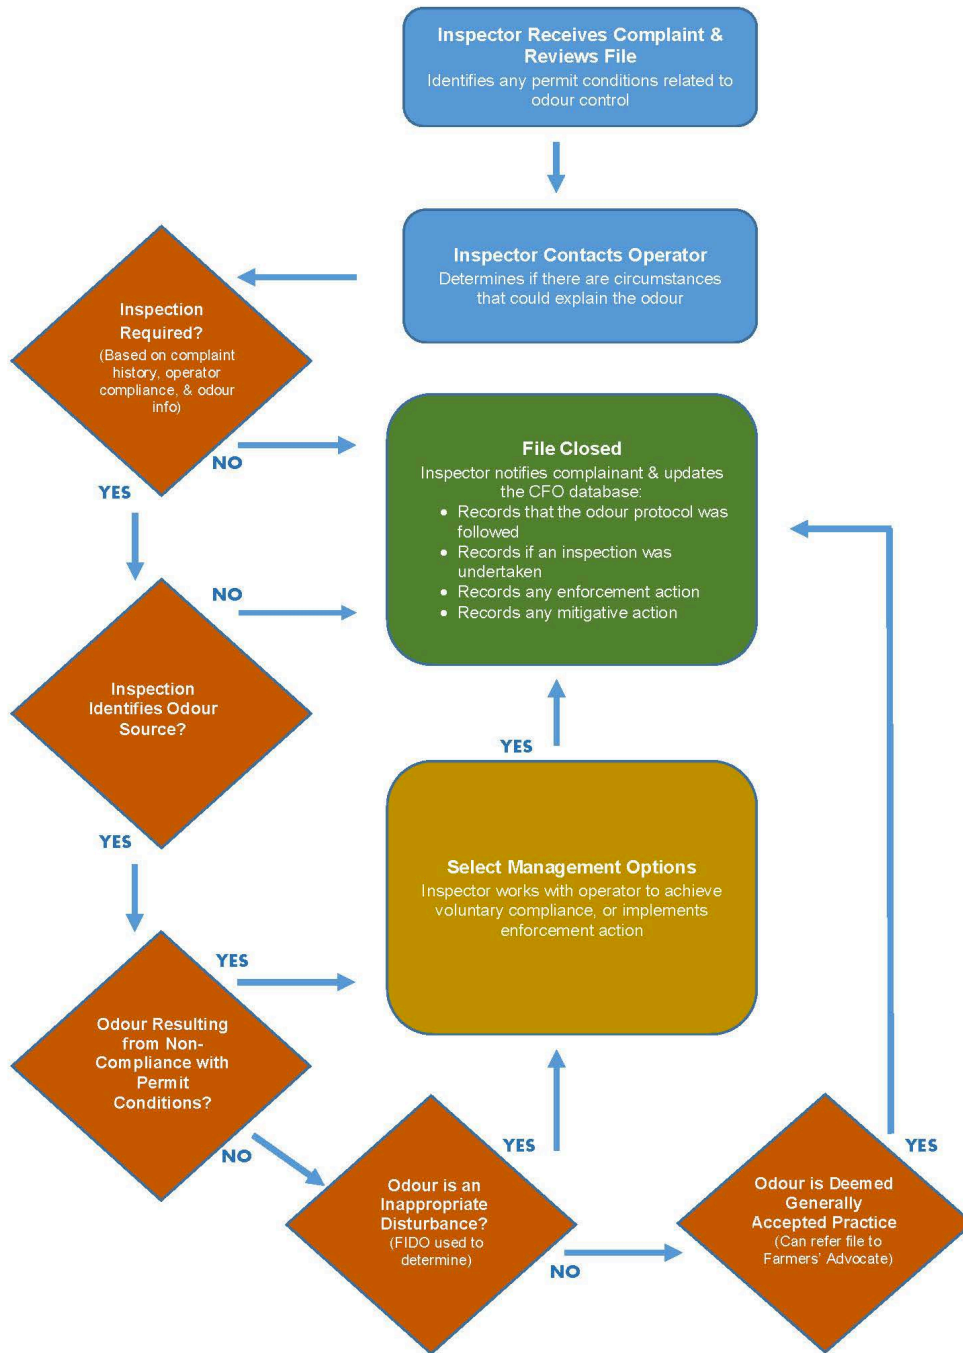 Inspector Receives Complaint &
Reviews File
Identifies any permit conditions related to
odour control
Inspector Contacts Operator
Determines if there are circumstances
that could explain the odour
Inspection
Required?
(Based on complaint
history, operator
compliance, & odour
info)
NO
YES
File Closed
Inspector notifies complainant & updates
the CFO database:
• Records that the odour protocol was
followed
• Records if an inspection was
undertaken
• Records any enforcement action
• Records any mitigative action
NO
Inspection
Identifies Odour
Source?
YES
YES
Select Management Options
Inspector works with operator to achieve
voluntary compliance, or implements
enforcement action
YES
Odour Resulting
from Non-
Compliance with
Permit
Conditions?
NO
YES
Odour is an
Inappropriate
Disturbance?
(FIDO used to
determine)
NO
YES
Odour is Deemed
Generally
Accepted Practice
(Can refer file to
Farmers' Advocate)